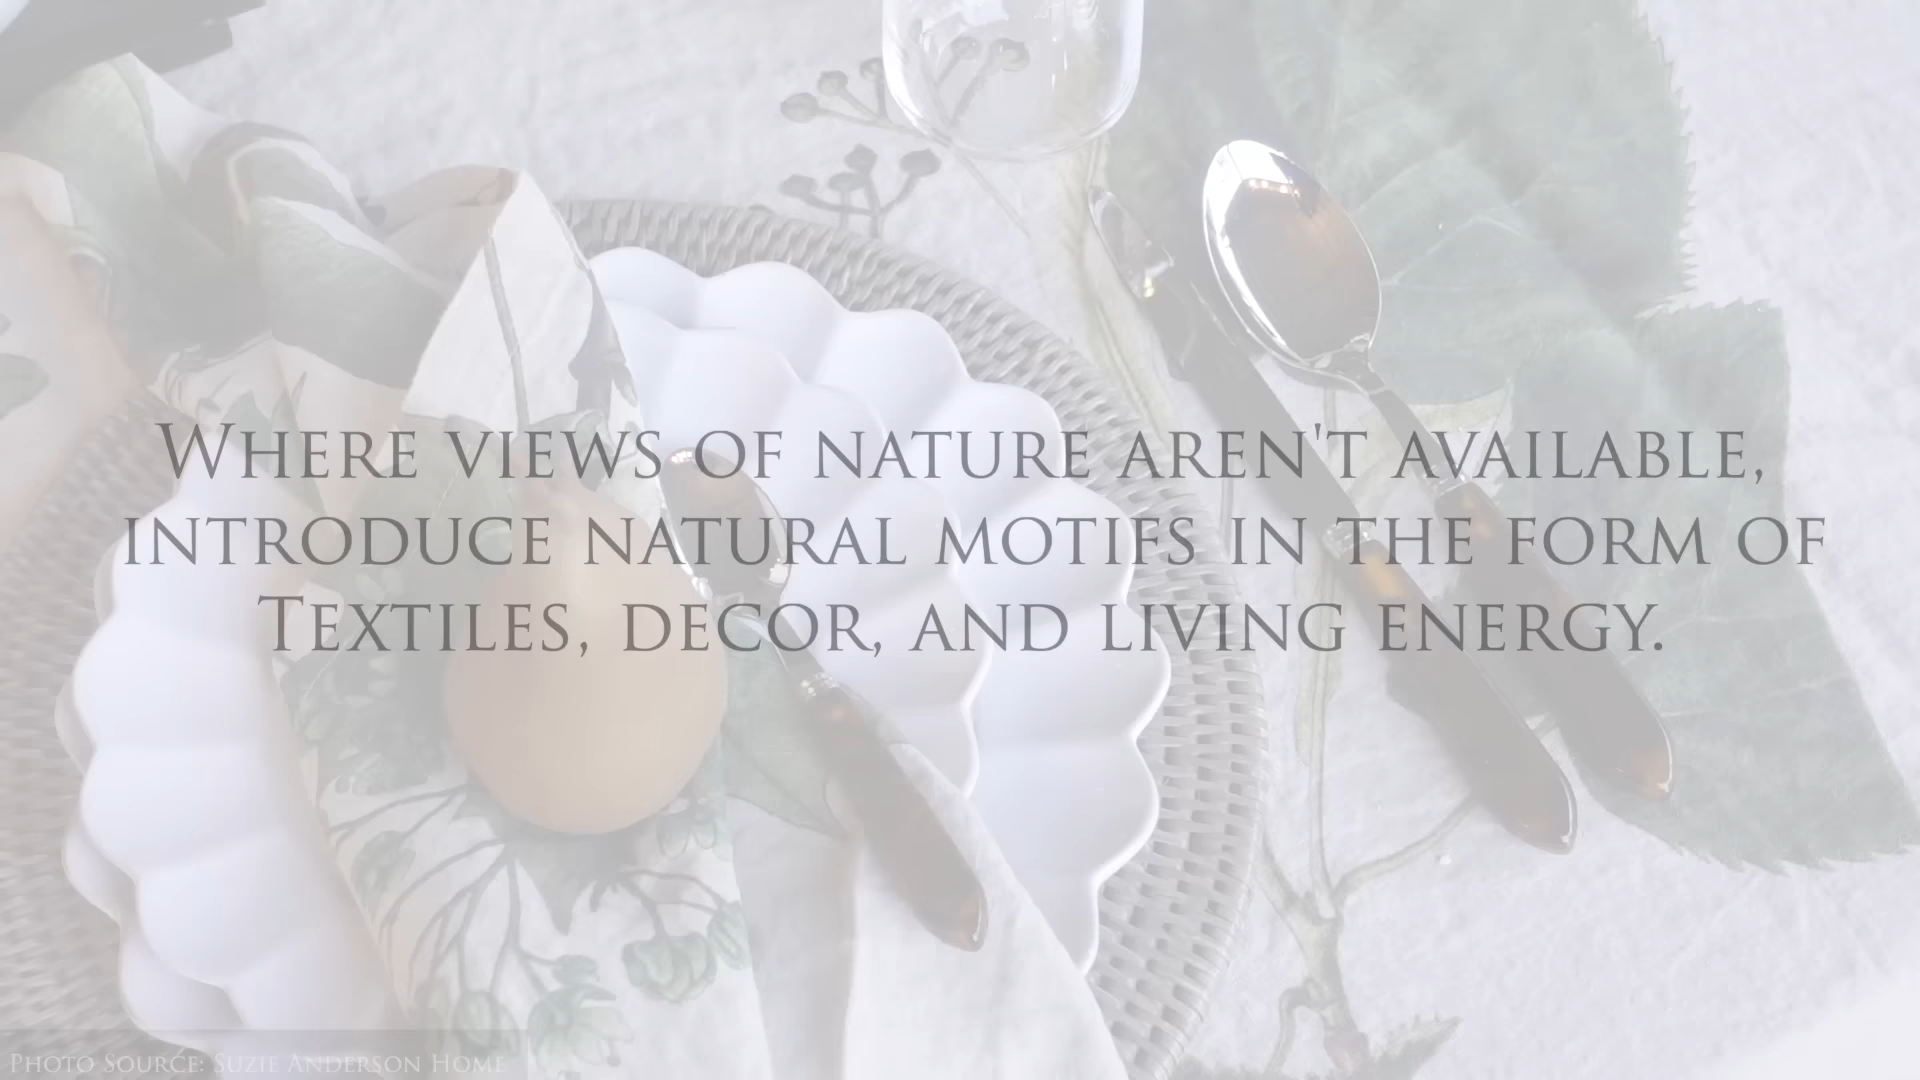 Where views of nature aren't available,
introduce natural motifs in the form of
Textiles, decor, and living energy.
Photo Source: Suzie Anderson Home